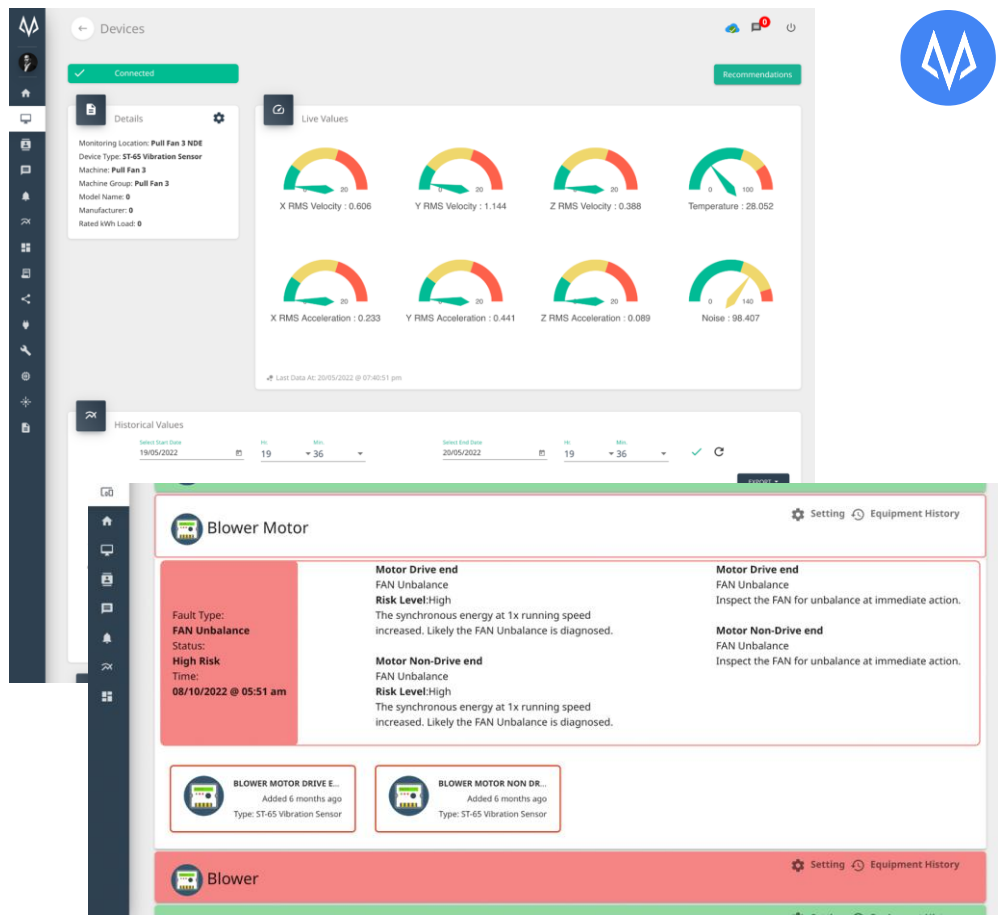 Devices
0
Connected
Recommendations
Details
Monitoring Location: Pull Fan 3 NDE
Device Type: ST-65 Vibration Sensor
Machine: Pull Fan 3
Machine Group: Pull Fan 3
Model Name: 0
Manufacturer: 0
Rated kWh Load: 0
Live Values
0 20
X RMS Velocity : 0.606
0 20
Y RMS Velocity : 1.144
0 20
Z RMS Velocity : 0.388
0 100
Temperature : 28.052
0 20
X RMS Acceleration : 0.233
0 20
Y RMS Acceleration : 0.441
0 20
Z RMS Acceleration : 0.089
0 140
Noise : 98.407
Last Data At: 20/05/2022 @ 07:40:51 pm
Historical Values
Select Start Date Hr. Min. Select End Date Hr. Min.
19/05/2022 19 36 20/05/2022 19 36
EXPORT
Blower Motor
Setting Equipment History
Fault Type:
FAN Unbalance
Status:
High Risk
Time:
08/10/2022 @ 05:51 am
Motor Drive end
FAN Unbalance
Risk Level:High
The synchronous energy at 1x running speed
increased. Likely the FAN Unbalance is diagnosed.
Motor Non-Drive end
FAN Unbalance
Risk Level:High
The synchronous energy at 1x running speed
increased. Likely the FAN Unbalance is diagnosed.
Motor Drive end
FAN Unbalance
Inspect the FAN for unbalance at immediate action.
Motor Non-Drive end
FAN Unbalance
Inspect the FAN for unbalance at immediate action.
BLOWER MOTOR DRIVE E...
Added 6 months ago
Type: ST-65 Vibration Sensor
BLOWER MOTOR NON DR...
Added 6 months ago
Type: ST-65 Vibration Sensor
Blower
Setting Equipment History